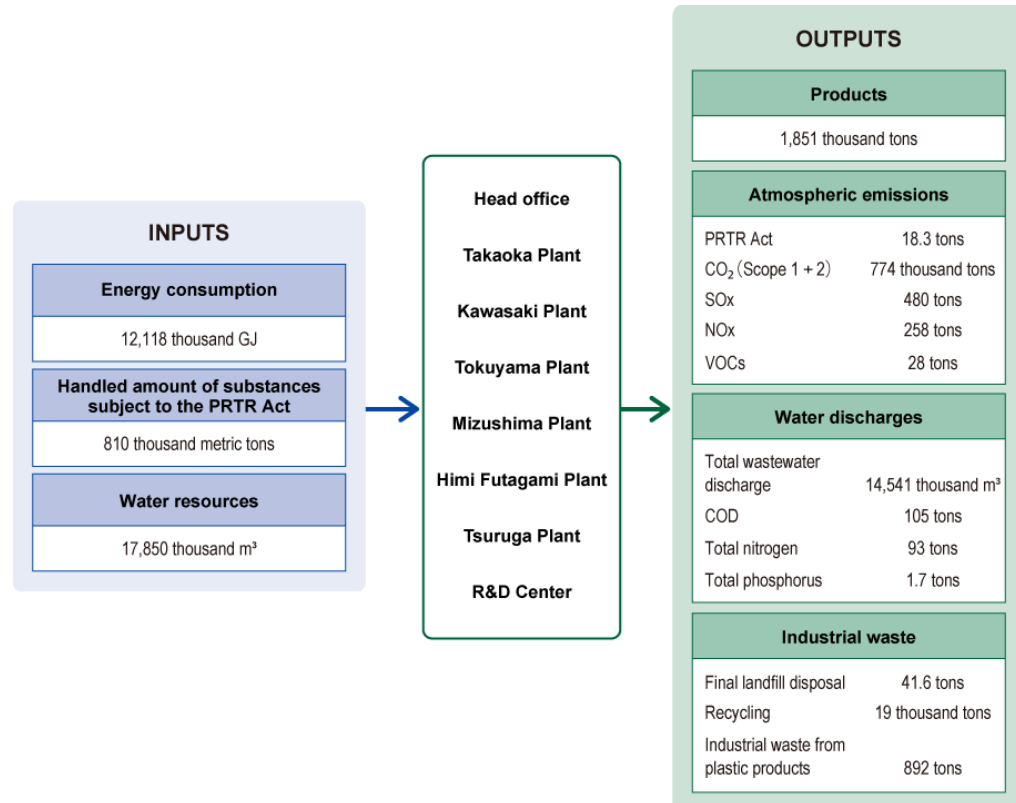 INPUTS
Energy consumption
12,118 thousand GJ
Handled amount of substances
subject to the PRTR Act
810 thousand metric tons
Water resources
17,850 thousand m³
Head office
Takaoka Plant
Kawasaki Plant
Tokuyama Plant
Mizushima Plant
Himi Futagami Plant
Tsuruga Plant
R&D Center
OUTPUTS
Products
1,851 thousand tons
Atmospheric emissions
PRTR Act 18.3 tons
CO₂(Scope 1 + 2) 774 thousand tons
SOx 480 tons
NOx 258 tons
VOCs 28 tons
Water discharges
Total wastewater
discharge 14,541 thousand m³
COD 105 tons
Total nitrogen 93 tons
Total phosphorus 1.7 tons
Industrial waste
Final landfill disposal 41.6 tons
Recycling 19 thousand tons
Industrial waste from
plastic products 892 tons